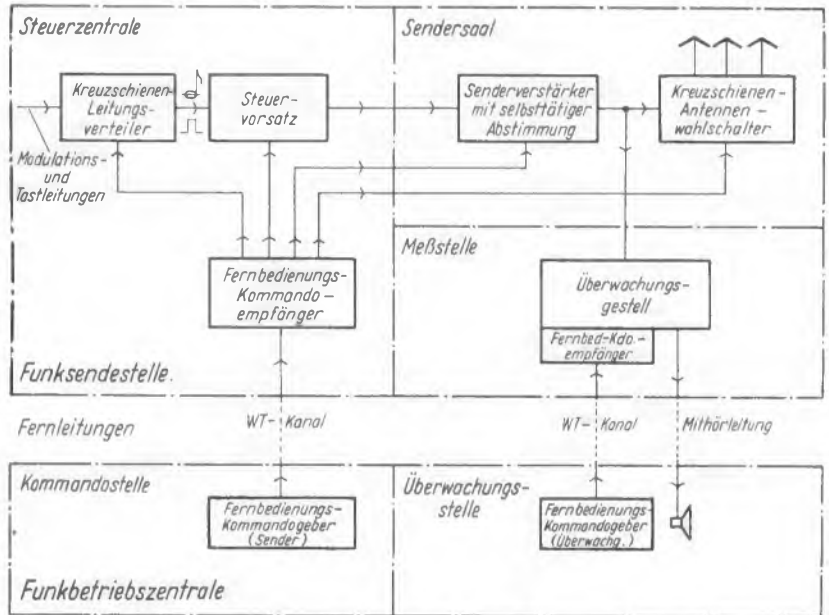 Steuerzentrale
Sendersaal
Kreuzschienen-
Leitungs-
verteiler
Steuer-
vorsatz
Senderverstärker
mit selbsttätiger
Abstimmung
Kreuzschienen-
Antennen-
wahlschalter
Modulations-
und
Tastleitungen
Meßstelle
Fernbedienungs-
Kommando-
empfänger
Überwachungs-
gestell
Fernbed-Kdo.-
empfänger
Funksendestelle.
Fernleitungen
WT-Kanal
WT-Kanal
Mithörleitung
Kommandostelle
Überwachungs-
stelle
Fernbedienungs-
Kommandogeber
(Sender)
Fernbedienungs-
Kommandogeber
(Überwachg.)
Funkbetriebszentrale